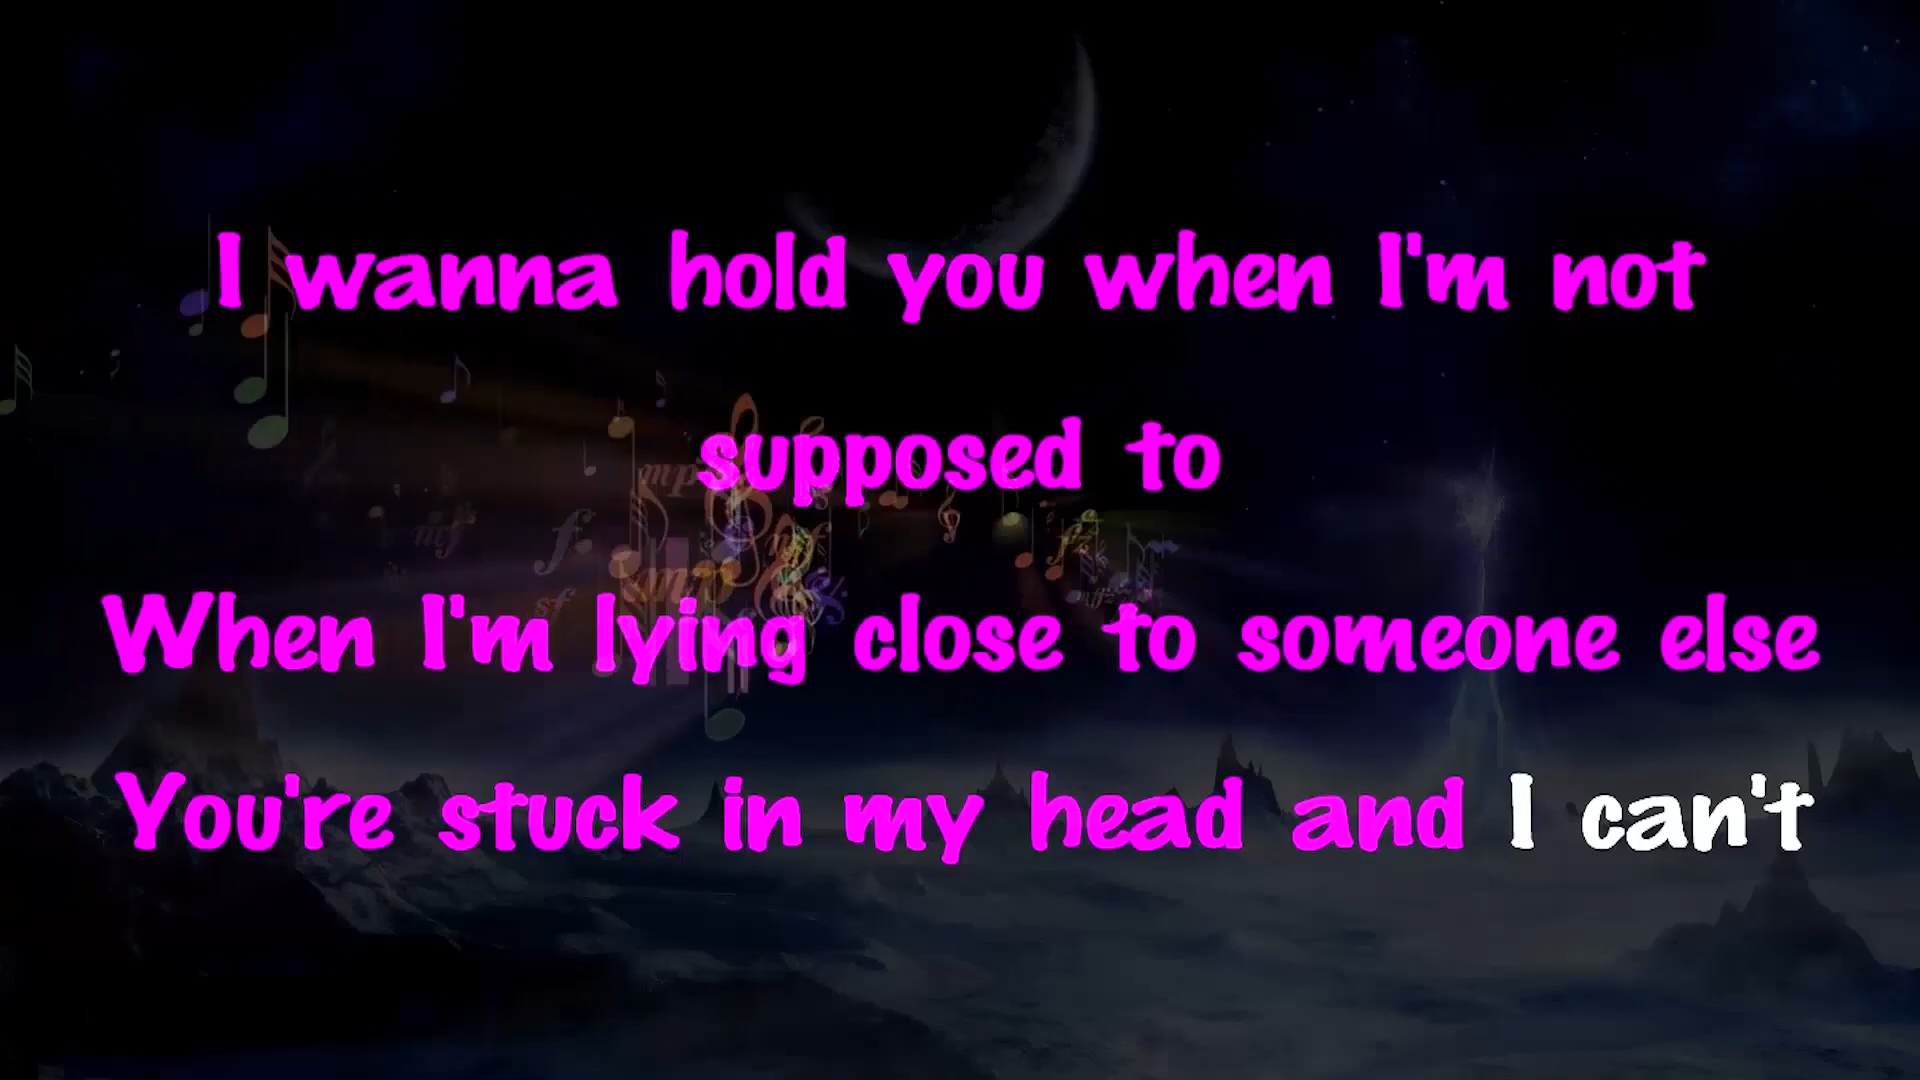 I wanna hold you when I'm not
supposed to
When I'm lying close to someone else
You're stuck in my head and I can't